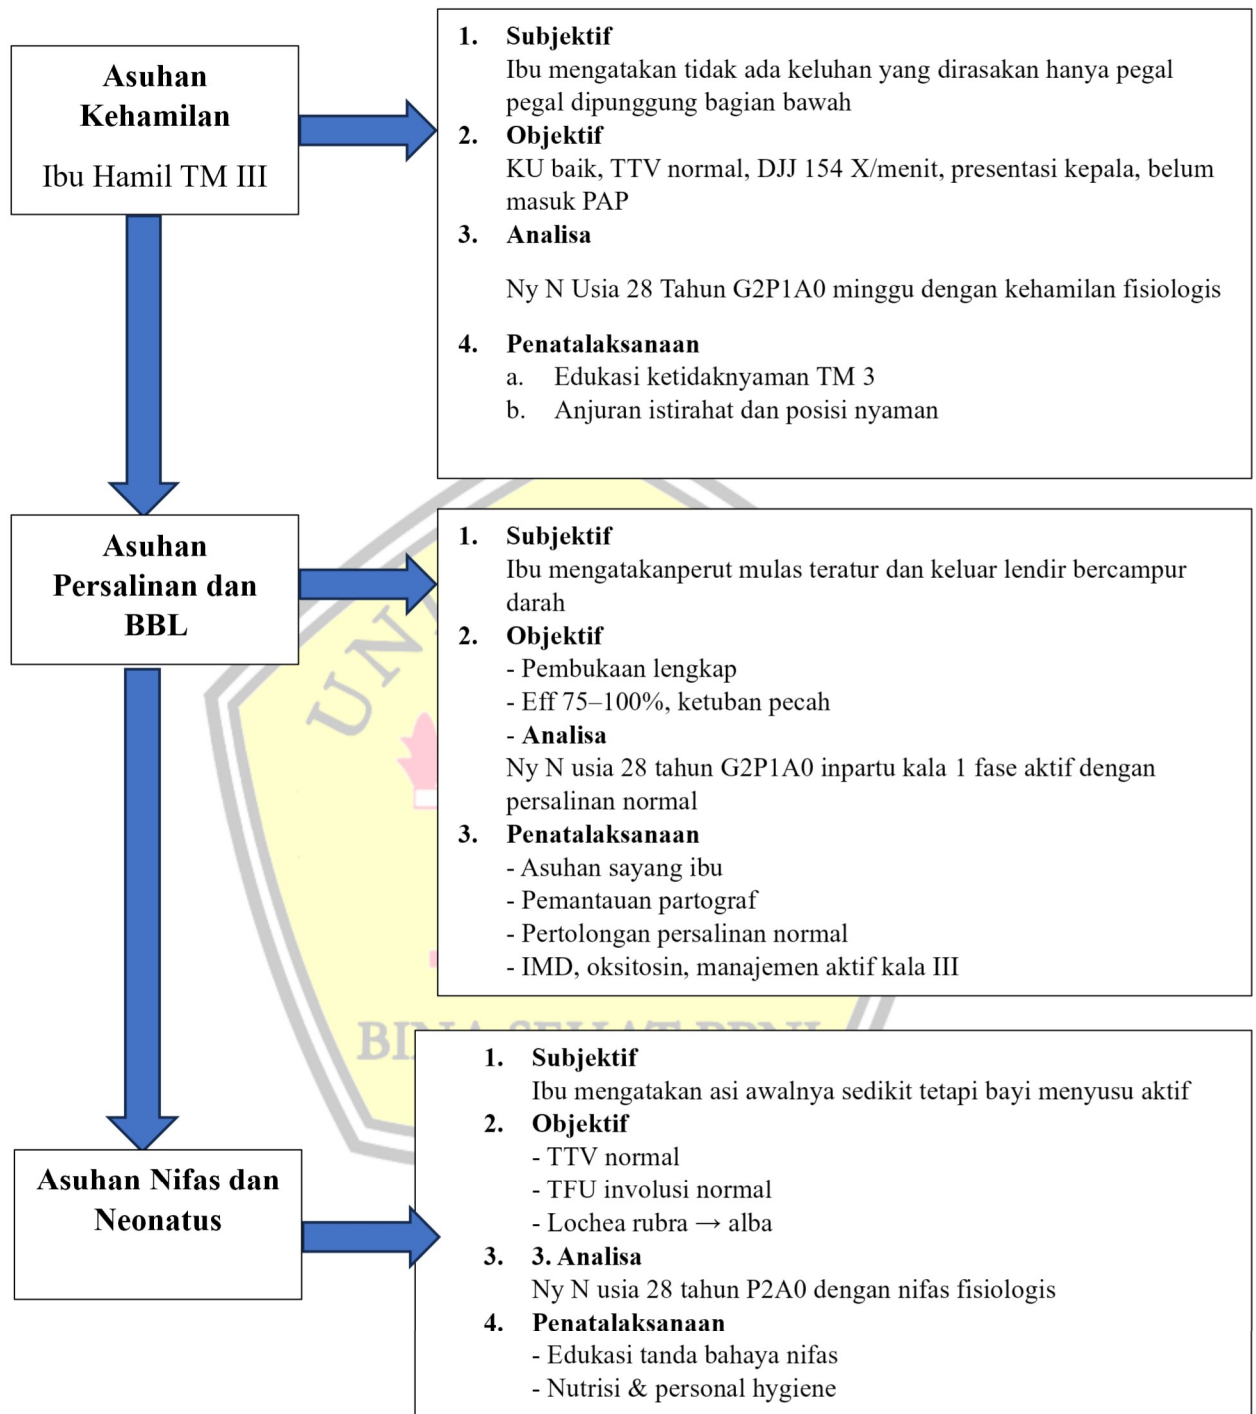 Asuhan
Kehamilan
Ibu Hamil TM III
1. Subjektif
Ibu mengatakan tidak ada keluhan yang dirasakan hanya pegal
pegal dipunggung bagian bawah
2. Objektif
KU baik, TTV normal, DJJ 154 X/menit, presentasi kepala, belum
masuk PAP
3. Analisa
Ny N Usia 28 Tahun G2P1A0 minggu dengan kehamilan fisiologis
4. Penatalaksanaan
a. Edukasi ketidaknyaman TM 3
b. Anjuran istirahat dan posisi nyaman
Asuhan
Persalinan dan
BBL
1. Subjektif
Ibu mengatakanperut mulas teratur dan keluar lendir bercampur
darah
2. Objektif
- Pembukaan lengkap
- Eff 75–100%, ketuban pecah
- Analisa
Ny N usia 28 tahun G2P1A0 inpartu kala 1 fase aktif dengan
persalinan normal
3. Penatalaksanaan
- Asuhan sayang ibu
- Pemantauan partograf
- Pertolongan persalinan normal
- IMD, oksitosin, manajemen aktif kala III
Asuhan Nifas dan
Neonatus
1. Subjektif
Ibu mengatakan asi awalnya sedikit tetapi bayi menyusu aktif
2. Objektif
- TTV normal
- TFU involusi normal
- Lochea rubra → alba
3. 3. Analisa
Ny N usia 28 tahun P2A0 dengan nifas fisiologis
4. Penatalaksanaan
- Edukasi tanda bahaya nifas
- Nutrisi & personal hygiene